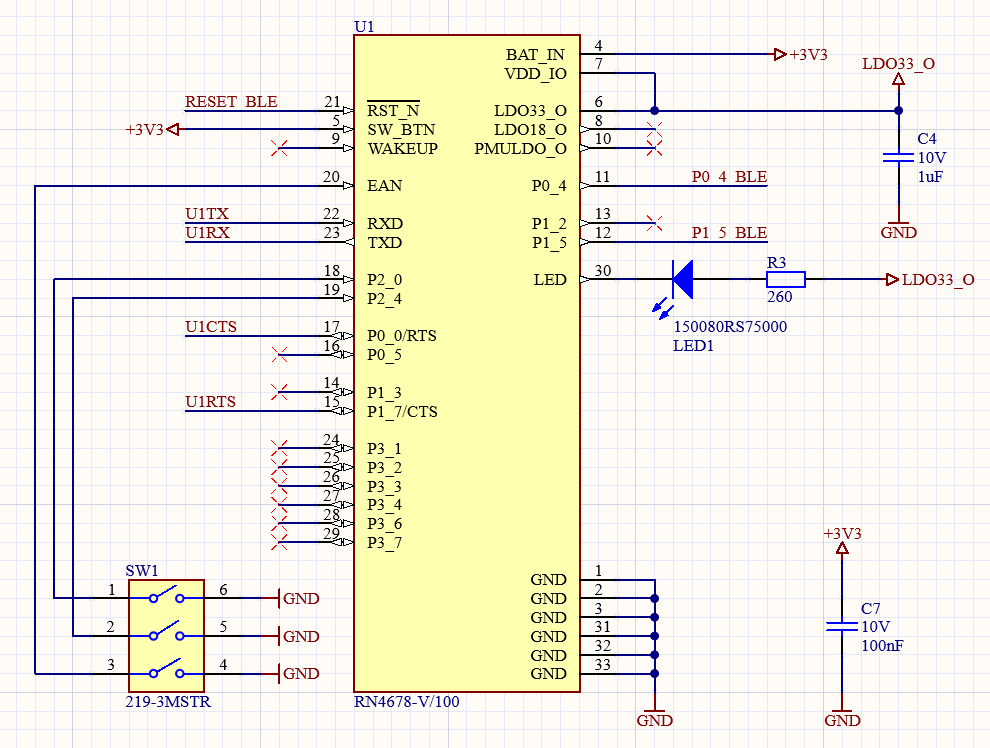 U1
BAT_IN 4 +3V3
VDD_IO 7
LDO33_O
RESET_BLE 21 RST_N LDO33_O 6
+3V3 5 SW_BTN LDO18_O 8
9 WAKEUP PMULDO_O 10
C4
10V
1uF
20 EAN P0_4 11 P0_4_BLE
U1TX 22 RXD P1_2 13
U1RX 23 TXD P1_5 12 P1_5_BLE
GND
18 P2_0 LED 30 R3 LDO33_O
19 P2_4 260
150080RS75000
LED1
U1CTS 17 P0_0/RTS
16 P0_5
14 P1_3
U1RTS 15 P1_7/CTS
24 P3_1
25 P3_2
26 P3_3
27 P3_4
28 P3_6
29 P3_7
+3V3
SW1 GND 1
1 6 GND GND 2
GND 3
2 5 GND GND 31
GND 32
3 4 GND GND 33
C7
10V
100nF
219-3MSTR
RN4678-V/100
GND
GND